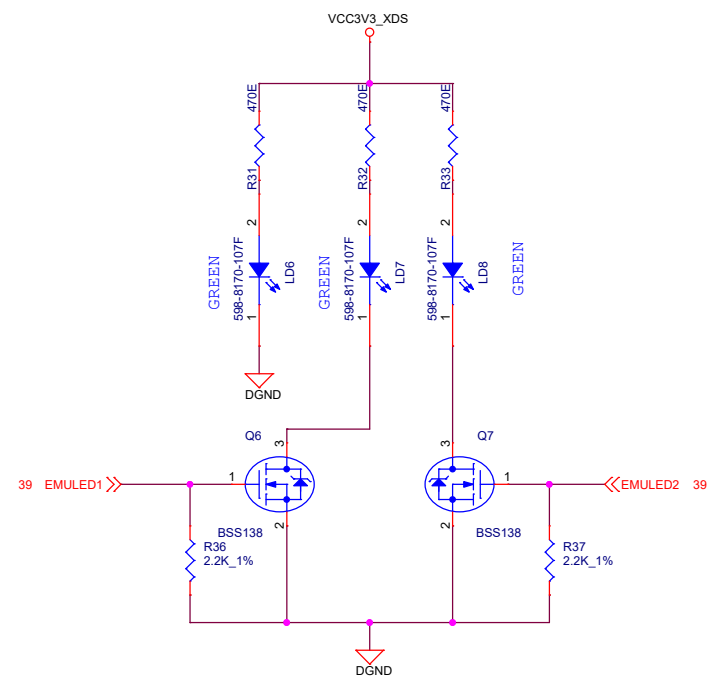 VCC3V3_XDS
470E
470E
470E
R31
R32
R33
2
2
2
GREEN
598-8170-107F
LD6
GREEN
598-8170-107F
LD7
598-8170-107F
LD8
GREEN
1
1
1
DGND
Q6
3
3
Q7
39 EMULED1
1
1
EMULED2 39
2
2
BSS138
BSS138
R36
2.2K_1%
R37
2.2K_1%
DGND